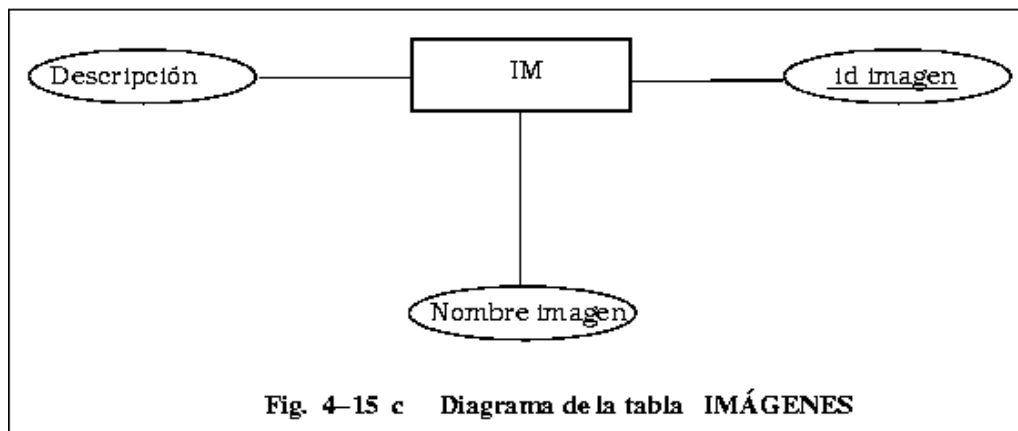 Descripción
IM
id imagen
Nombre imagen
Fig. 4–15 c Diagrama de la tabla IMÁGENES